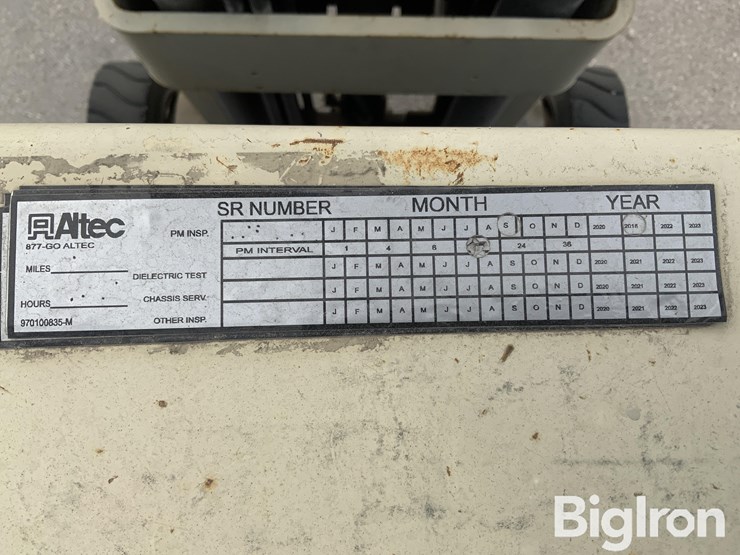 Altec
877-GO ALTEC
MILES
HOURS
970100835-M
SR NUMBER MONTH YEAR
PM INSP. J F M A M J J A S O N D 2020 2022 2023
PM INTERVAL 1 4 6 24 36
DIELECTRIC TEST J F M A M J J A S O N D 2020 2021 2022 2023
CHASSIS SERV. J F M A M J J A S O N D 2020 2021 2022 2023
OTHER INSP. J F M A M J J A S O N D 2020 2021 2022 2023
BigIron